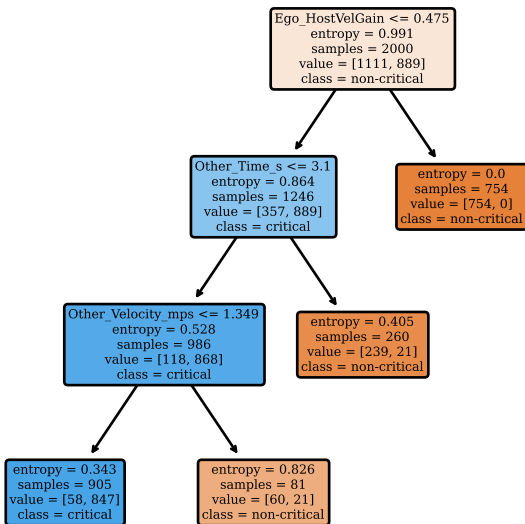 Ego_HostVelGain <= 0.475
entropy = 0.991
samples = 2000
value = [1111, 889]
class = non-critical
Other_Time_s <= 3.1
entropy = 0.864
samples = 1246
value = [357, 889]
class = critical
entropy = 0.0
samples = 754
value = [754, 0]
class = non-critical
Other_Velocity_mps <= 1.349
entropy = 0.528
samples = 986
value = [118, 868]
class = critical
entropy = 0.405
samples = 260
value = [239, 21]
class = non-critical
entropy = 0.343
samples = 905
value = [58, 847]
class = critical
entropy = 0.826
samples = 81
value = [60, 21]
class = non-critical